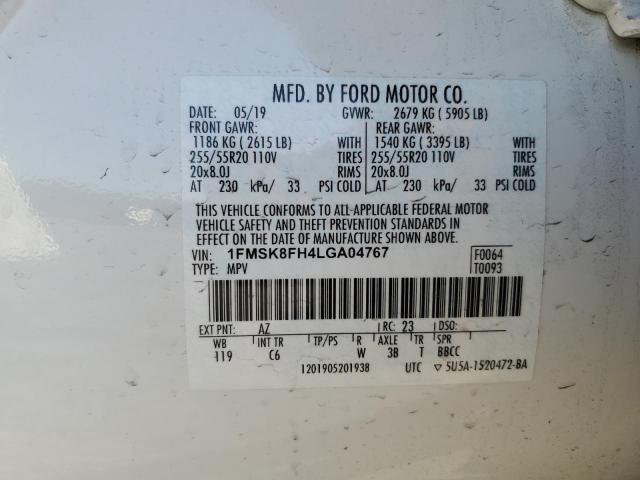 MFD. BY FORD MOTOR CO.
DATE: 05/19 GVWR: 2679 KG ( 5905 LB)
FRONT GAWR: REAR GAWR:
1186 KG ( 2615 LB) 1540 KG ( 3395 LB)
255/55R20 110V TIRES 255/55R20 110V TIRES
20x8.0J RIMS 20x8.0J RIMS
AT 230 kPa/ 33 PSI COLD AT 230 kPa/ 33 PSI COLD
THIS VEHICLE CONFORMS TO ALL APPLICABLE FEDERAL MOTOR
VEHICLE SAFETY AND THEFT PREVENTION STANDARDS IN
EFFECT ON THE DATE OF MANUFACTURE SHOWN ABOVE.
VIN: 1FMSK8FH4LGA04767 F0064
TYPE: MPV T0093
EXT PNT: AZ RC: 23 DSO:
WB INT TR TP/PS R AXLE TR SPR
119 C6 W 3B T BBCC
1201905201938 UTC ▽ 5U5A-1520472-BA